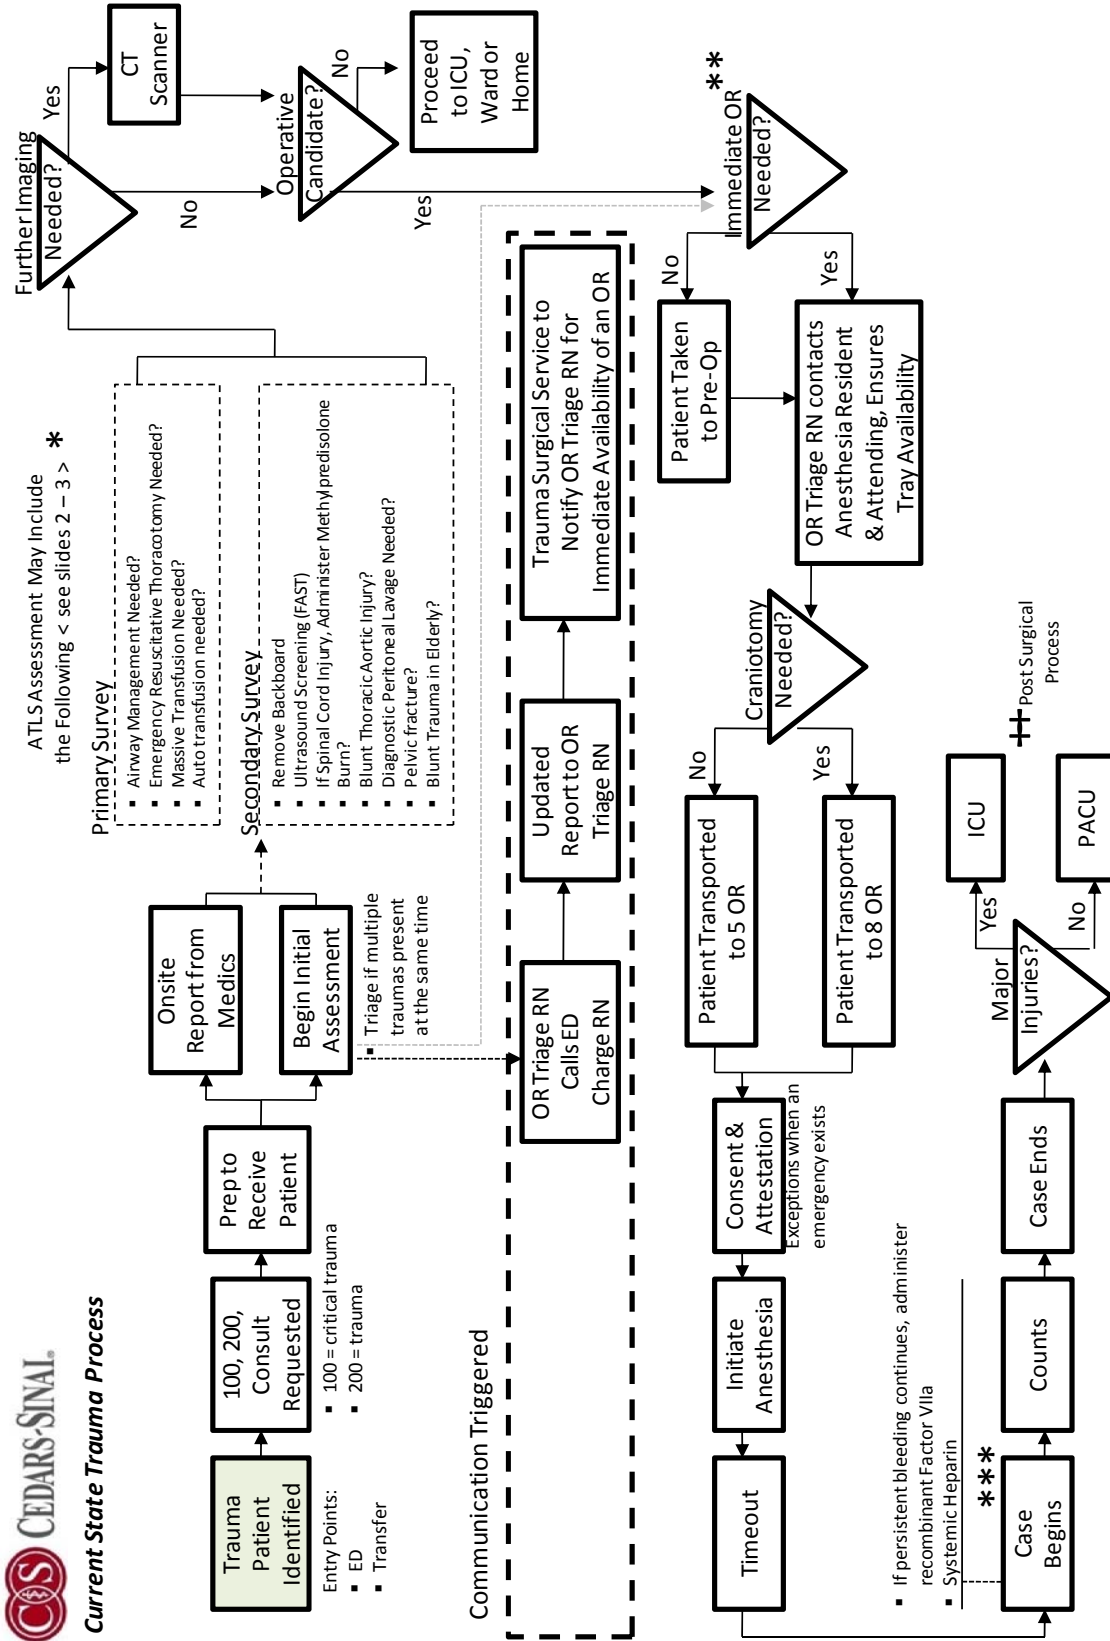 CEDARS-SINAI®
Current State Trauma Process
Trauma
Patient
Identified
Entry Points:
▪ ED
▪ Transfer
100, 200,
Consult
Requested
▪ 100 = critical trauma
▪ 200 = trauma
Prep to
Receive
Patient
Onsite
Report from
Medics
Begin Initial
Assessment
▪ Triage if multiple
traumas present
at the same time
ATLS Assessment May Include
the Following < see slides 2 – 3 > *
Primary Survey
▪ Airway Management Needed?
▪ Emergency Resuscitative Thoracotomy Needed?
▪ Massive Transfusion Needed?
▪ Auto transfusion needed?
Secondary Survey
▪ Remove Backboard
▪ Ultrasound Screening (FAST)
▪ If Spinal Cord Injury, Administer Methylpredisolone
▪ Burn?
▪ Blunt Thoracic Aortic Injury?
▪ Diagnostic Peritoneal Lavage Needed?
▪ Pelvic fracture?
▪ Blunt Trauma in Elderly?
Further Imaging
Needed?
Yes
CT
Scanner
No
Operative
Candidate?
No
Proceed
to ICU,
Ward or
Home
Yes
Communication Triggered
OR Triage RN
Calls ED
Charge RN
Updated
Report to OR
Triage RN
Trauma Surgical Service to
Notify OR Triage RN for
Immediate Availability of an OR
Immediate OR
Needed?
**
No
Patient Taken
to Pre-Op
Yes
OR Triage RN contacts
Anesthesia Resident
& Attending, Ensures
Tray Availability
Craniotomy
Needed?
No
Patient Transported
to 5 OR
Yes
Patient Transported
to 8 OR
Consent &
Attestation
Exceptions when an
emergency exists
Initiate
Anesthesia
Timeout
▪ If persistent bleeding continues, administer
recombinant Factor VIIa
▪ Systemic Heparin
***
Case
Begins
Counts
Case Ends
Major
Injuries?
Yes
ICU
No
PACU
‡ Post Surgical
Process